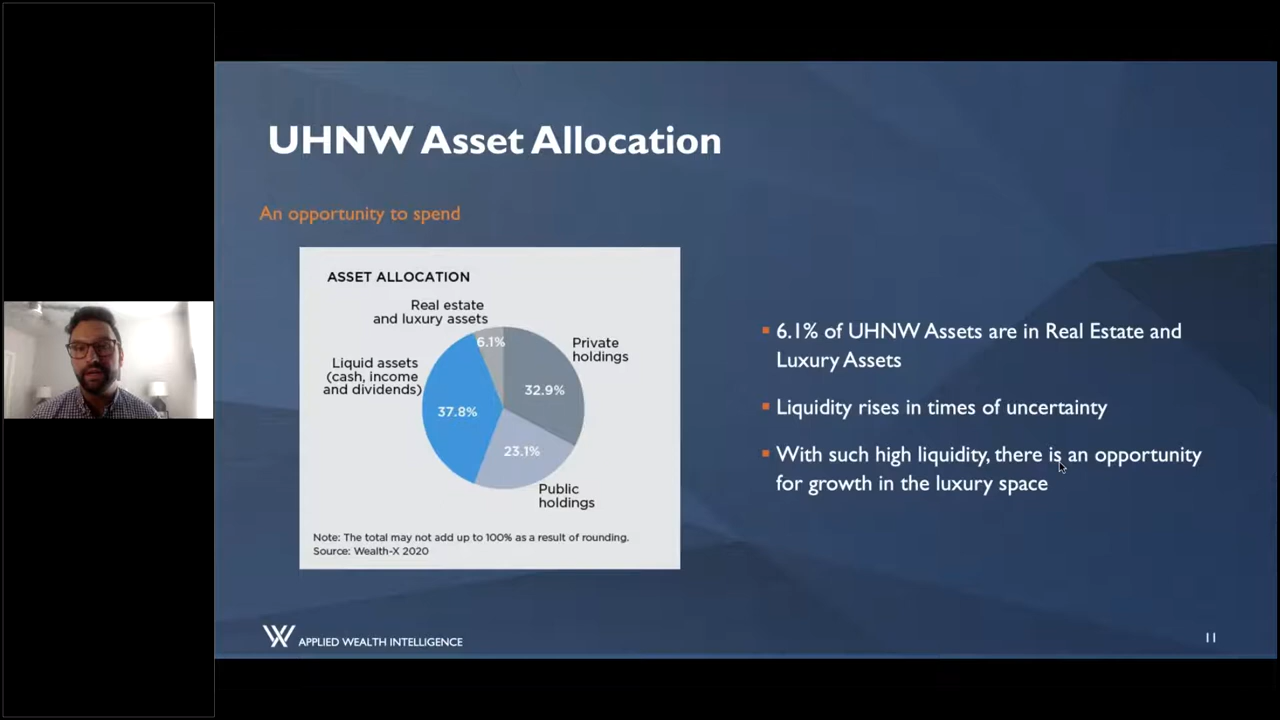 UHNW Asset Allocation
An opportunity to spend
ASSET ALLOCATION
Real estate
and luxury assets
6.1%
Private
holdings
32.9%
Liquid assets
(cash, income
and dividends)
37.8%
23.1%
Public
holdings
Note: The total may not add up to 100% as a result of rounding.
Source: Wealth-X 2020
▪ 6.1% of UHNW Assets are in Real Estate and
Luxury Assets
▪ Liquidity rises in times of uncertainty
▪ With such high liquidity, there is an opportunity
for growth in the luxury space
APPLIED WEALTH INTELLIGENCE
11